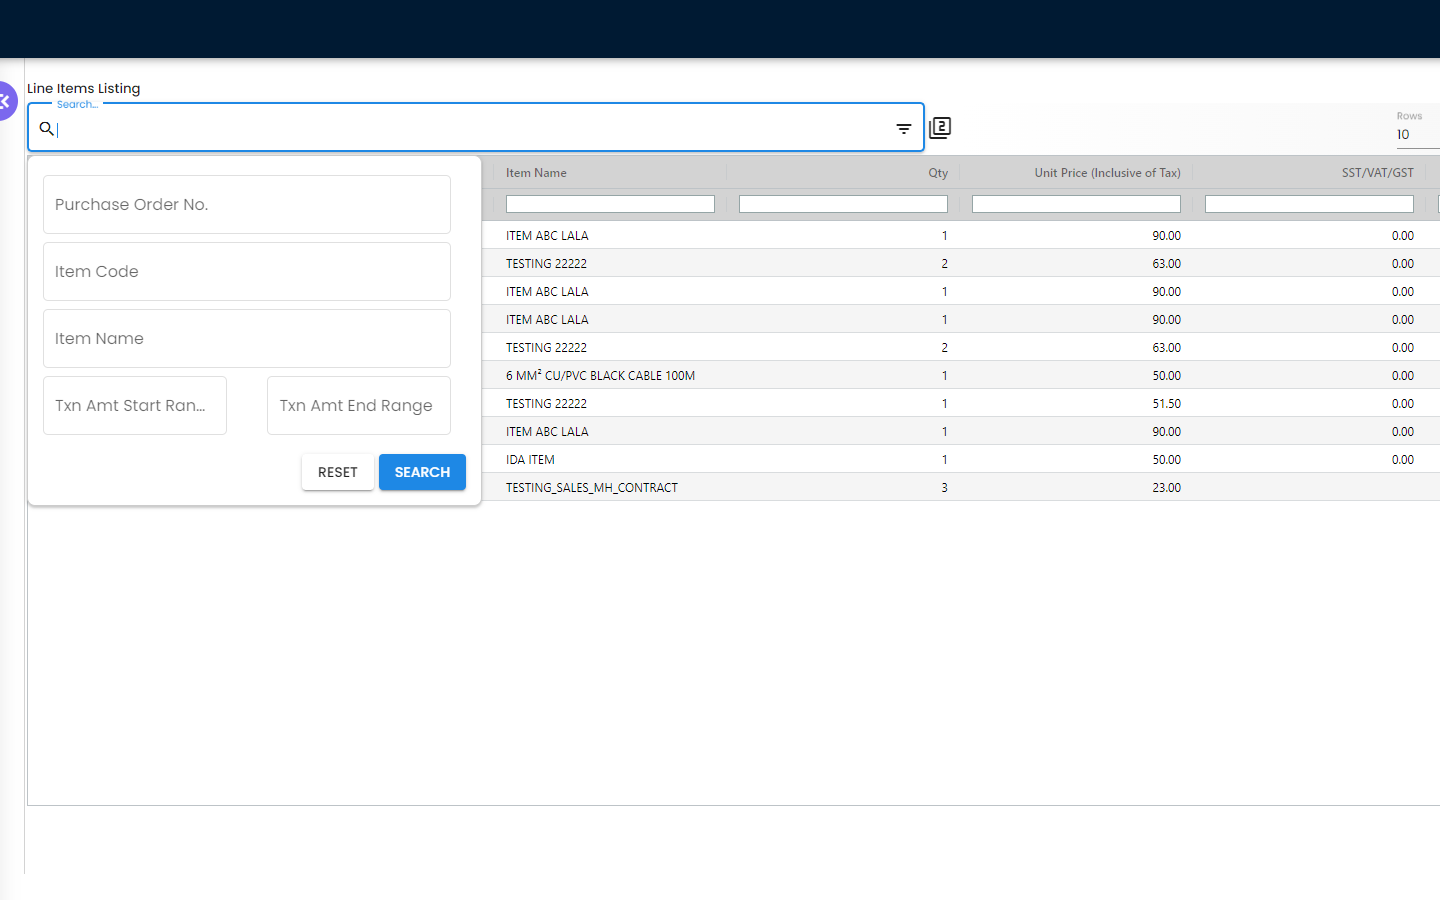 Line Items Listing
Search...
2
Rows
10
Purchase Order No.
Item Code
Item Name
Txn Amt Start Ran... Txn Amt End Range
RESET SEARCH
Item Name Qty Unit Price (Inclusive of Tax) SST/VAT/GST
ITEM ABC LALA 1 90.00 0.00
TESTING 22222 2 63.00 0.00
ITEM ABC LALA 1 90.00 0.00
ITEM ABC LALA 1 90.00 0.00
TESTING 22222 2 63.00 0.00
6 MM² CU/PVC BLACK CABLE 100M 1 50.00 0.00
TESTING 22222 1 51.50 0.00
ITEM ABC LALA 1 90.00 0.00
IDA ITEM 1 50.00 0.00
TESTING_SALES_MH_CONTRACT 3 23.00